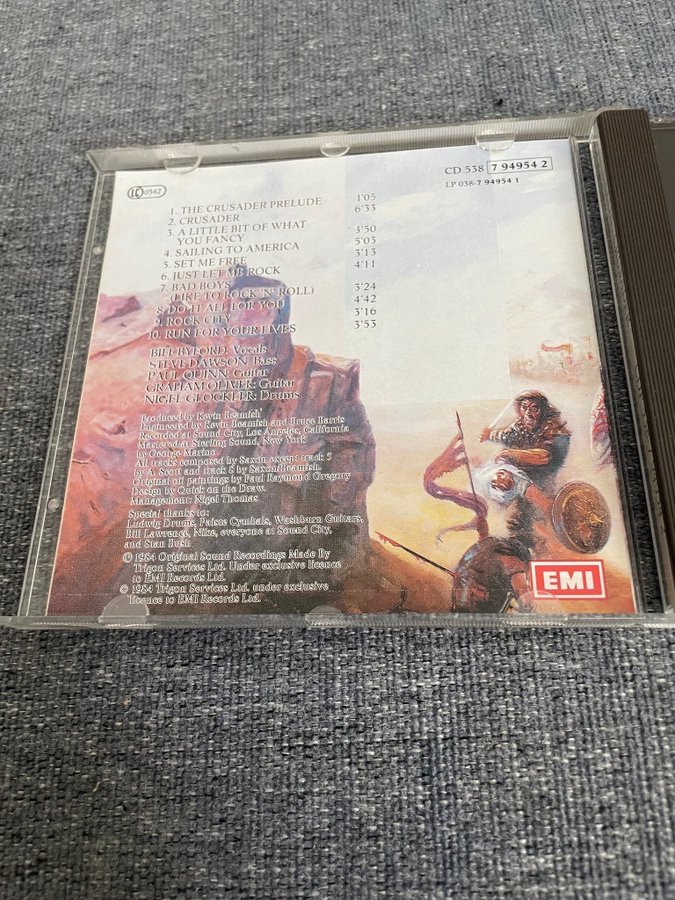 LC 0542
CD 538 7 94954 2
LP 038-7 94954 1
1. THE CRUSADER PRELUDE 1'05
2. CRUSADER 6'33
3. A LITTLE BIT OF WHAT
YOU FANCY 3'50
4. SAILING TO AMERICA 5'03
5. SET ME FREE 3'13
6. JUST LET ME ROCK 4'11
7. BAD BOYS
(LIKE TO ROCK 'N' ROLL) 3'24
8. DO IT ALL FOR YOU 4'42
9. ROCK CITY 3'16
10. RUN FOR YOUR LIVES 3'53
BIFF BYFORD: Vocals
STEVE DAWSON: Bass
PAUL QUINN: Guitar
GRAHAM OLIVER: Guitar
NIGEL GLOCKLER: Drums
Produced by Kevin Beamish
Engineered by Kevin Beamish and Bruce Barris
Recorded at Sound City, Los Angeles, California
Mastered at Sterling Sound, New York
by George Marino
All tracks composed by Saxon except track 5
by A. Scott and track 8 by Saxon/Beamish.
Original oil paintings by Paul Raymond Gregory
Design by Quick on the Draw.
Management: Nigel Thomas
Special thanks to:
Ludwig Drums, Paiste Cymbals, Washburn Guitars,
Bill Lawrence, Nike, everyone at Sound City,
and Stan Bush.
℗ 1984 Original Sound Recordings Made By
Trigon Services Ltd. Under exclusive licence
to EMI Records Ltd.
© 1984 Trigon Services Ltd. under exclusive
licence to EMI Records Ltd.
EMI